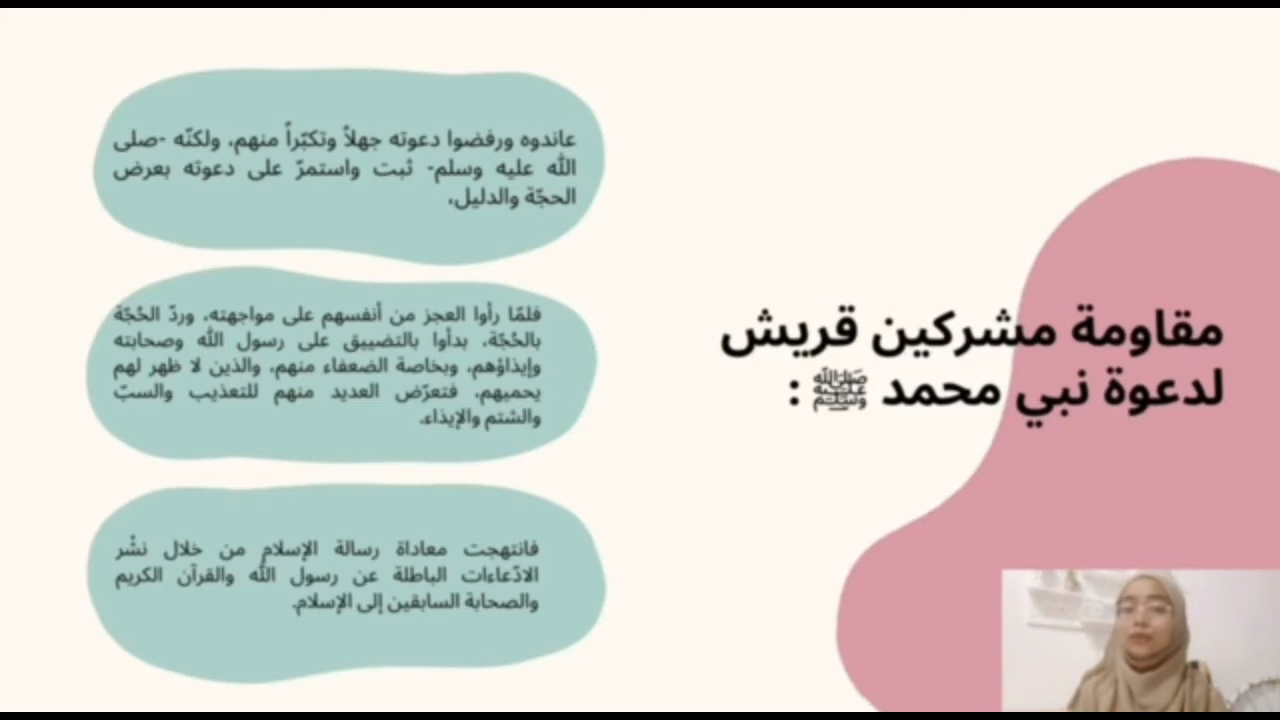 مقاومة مشركين قريش
لدعوة نبي محمد ﷺ :
عاندوه ورفضوا دعوته جهلاً وتكبّراً منهم، ولكنّه -صلى
الله عليه وسلم- ثبت واستمرّ على دعوته بعرض
الحجّة والدليل،
فلمّا رأوا العجز من أنفسهم على مواجهته، وردّ الحُجّة
بالحُجّة، بدأوا بالتضييق على رسول الله وصحابته
وإيذاؤهم، وبخاصة الضعفاء منهم، والذين لا ظهر لهم
يحميهم، فتعرّض العديد منهم للتعذيب والسبّ
والشتم والإيذاء.
فانتهجت معاداة رسالة الإسلام من خلال نشْر
الادّعاءات الباطلة عن رسول الله والقرآن الكريم
والصحابة السابقين إلى الإسلام.